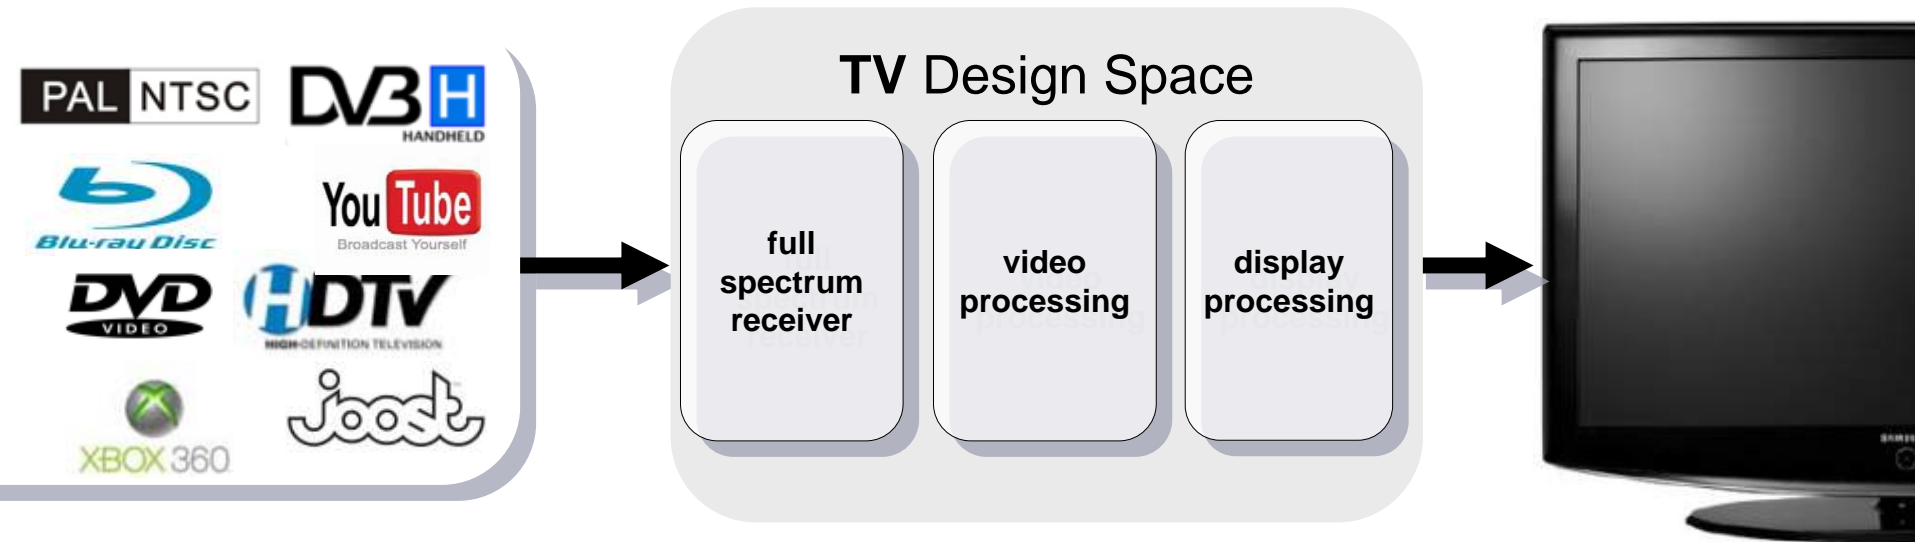 PAL NTSC
DVB H
HANDHELD
Blu-ray Disc
You Tube
Broadcast Yourself
DVD
VIDEO
HDTV
HIGH-DEFINITION TELEVISION
XBOX 360
joost
TV Design Space
full
spectrum
receiver
video
processing
display
processing